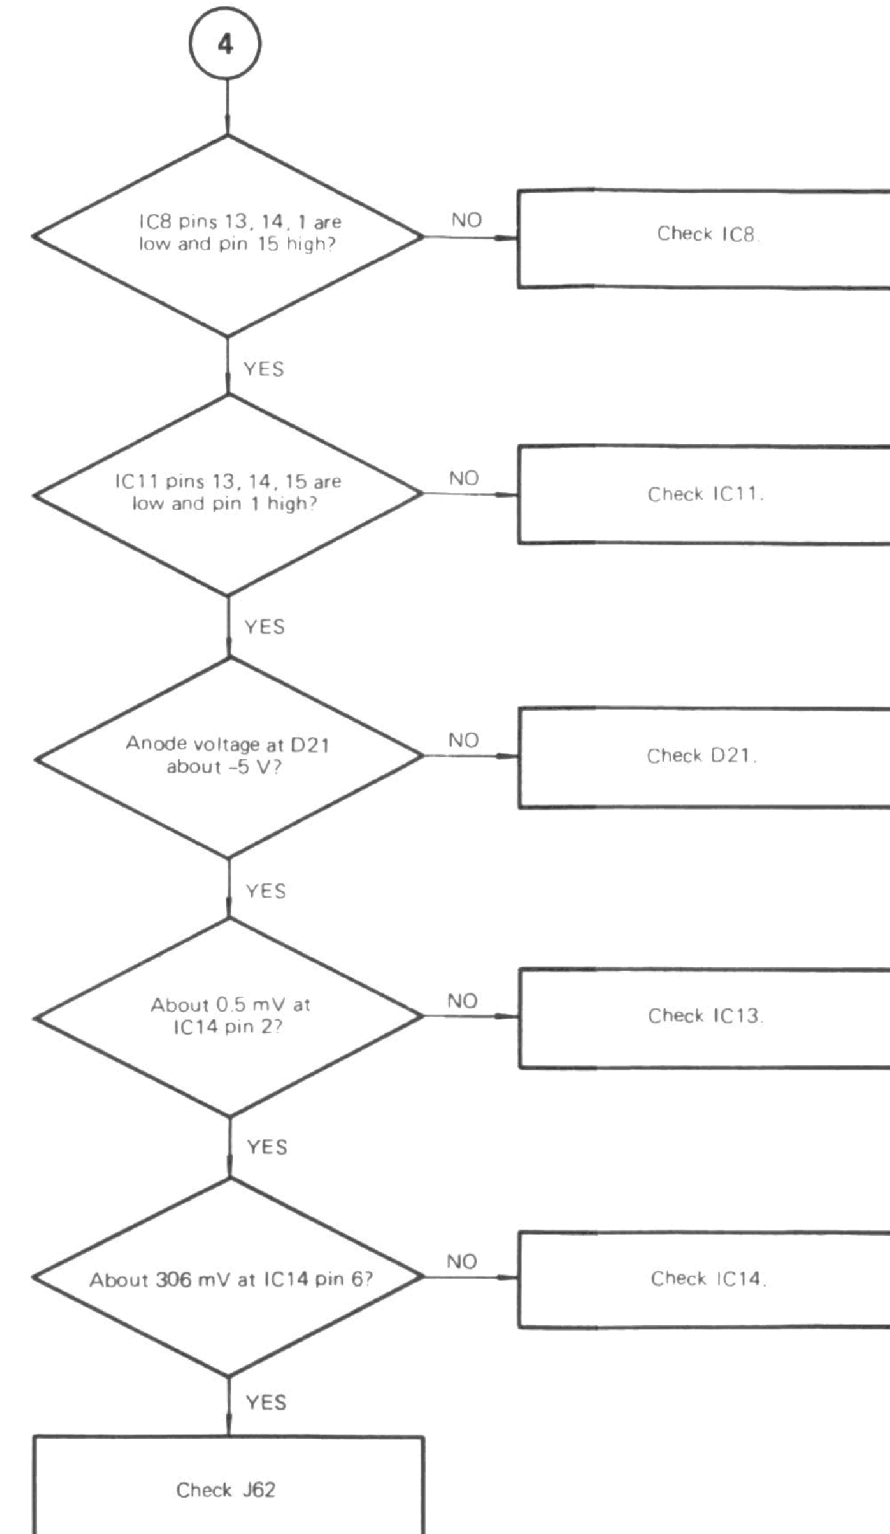 4
IC8 pins 13, 14, 1 are
low and pin 15 high?
NO
Check IC8.
YES
IC11 pins 13, 14, 15 are
low and pin 1 high?
NO
Check IC11.
YES
Anode voltage at D21
about -5 V?
NO
Check D21.
YES
About 0.5 mV at
IC14 pin 2?
NO
Check IC13.
YES
About 306 mV at IC14 pin 6?
NO
Check IC14.
YES
Check J62